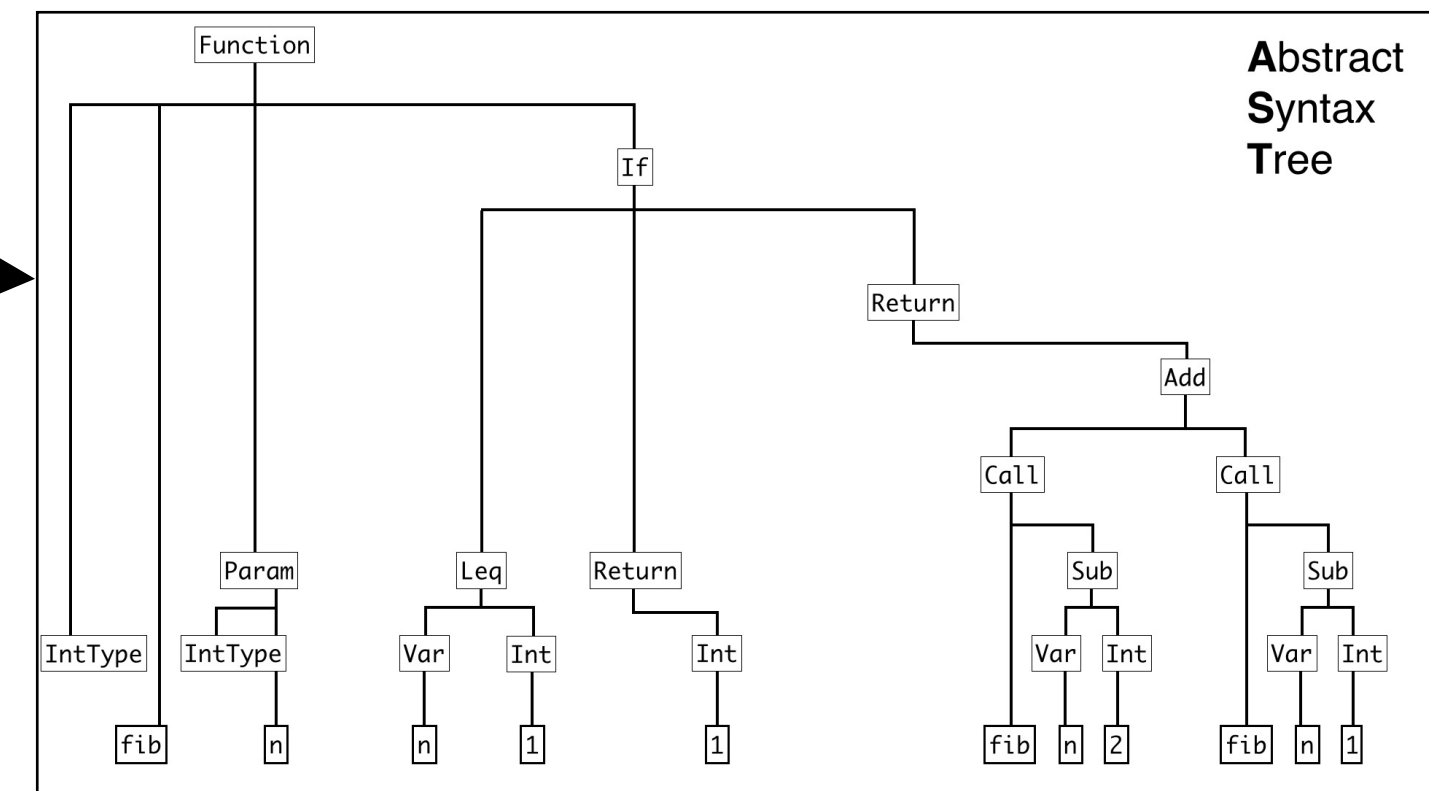 Function
Abstract
Syntax
Tree
If
Return
Add
Call Call
Param Leq Return Sub Sub
IntType IntType Var Int Int Var Int Var Int
fib n n 1 1 fib n 2 fib n 1